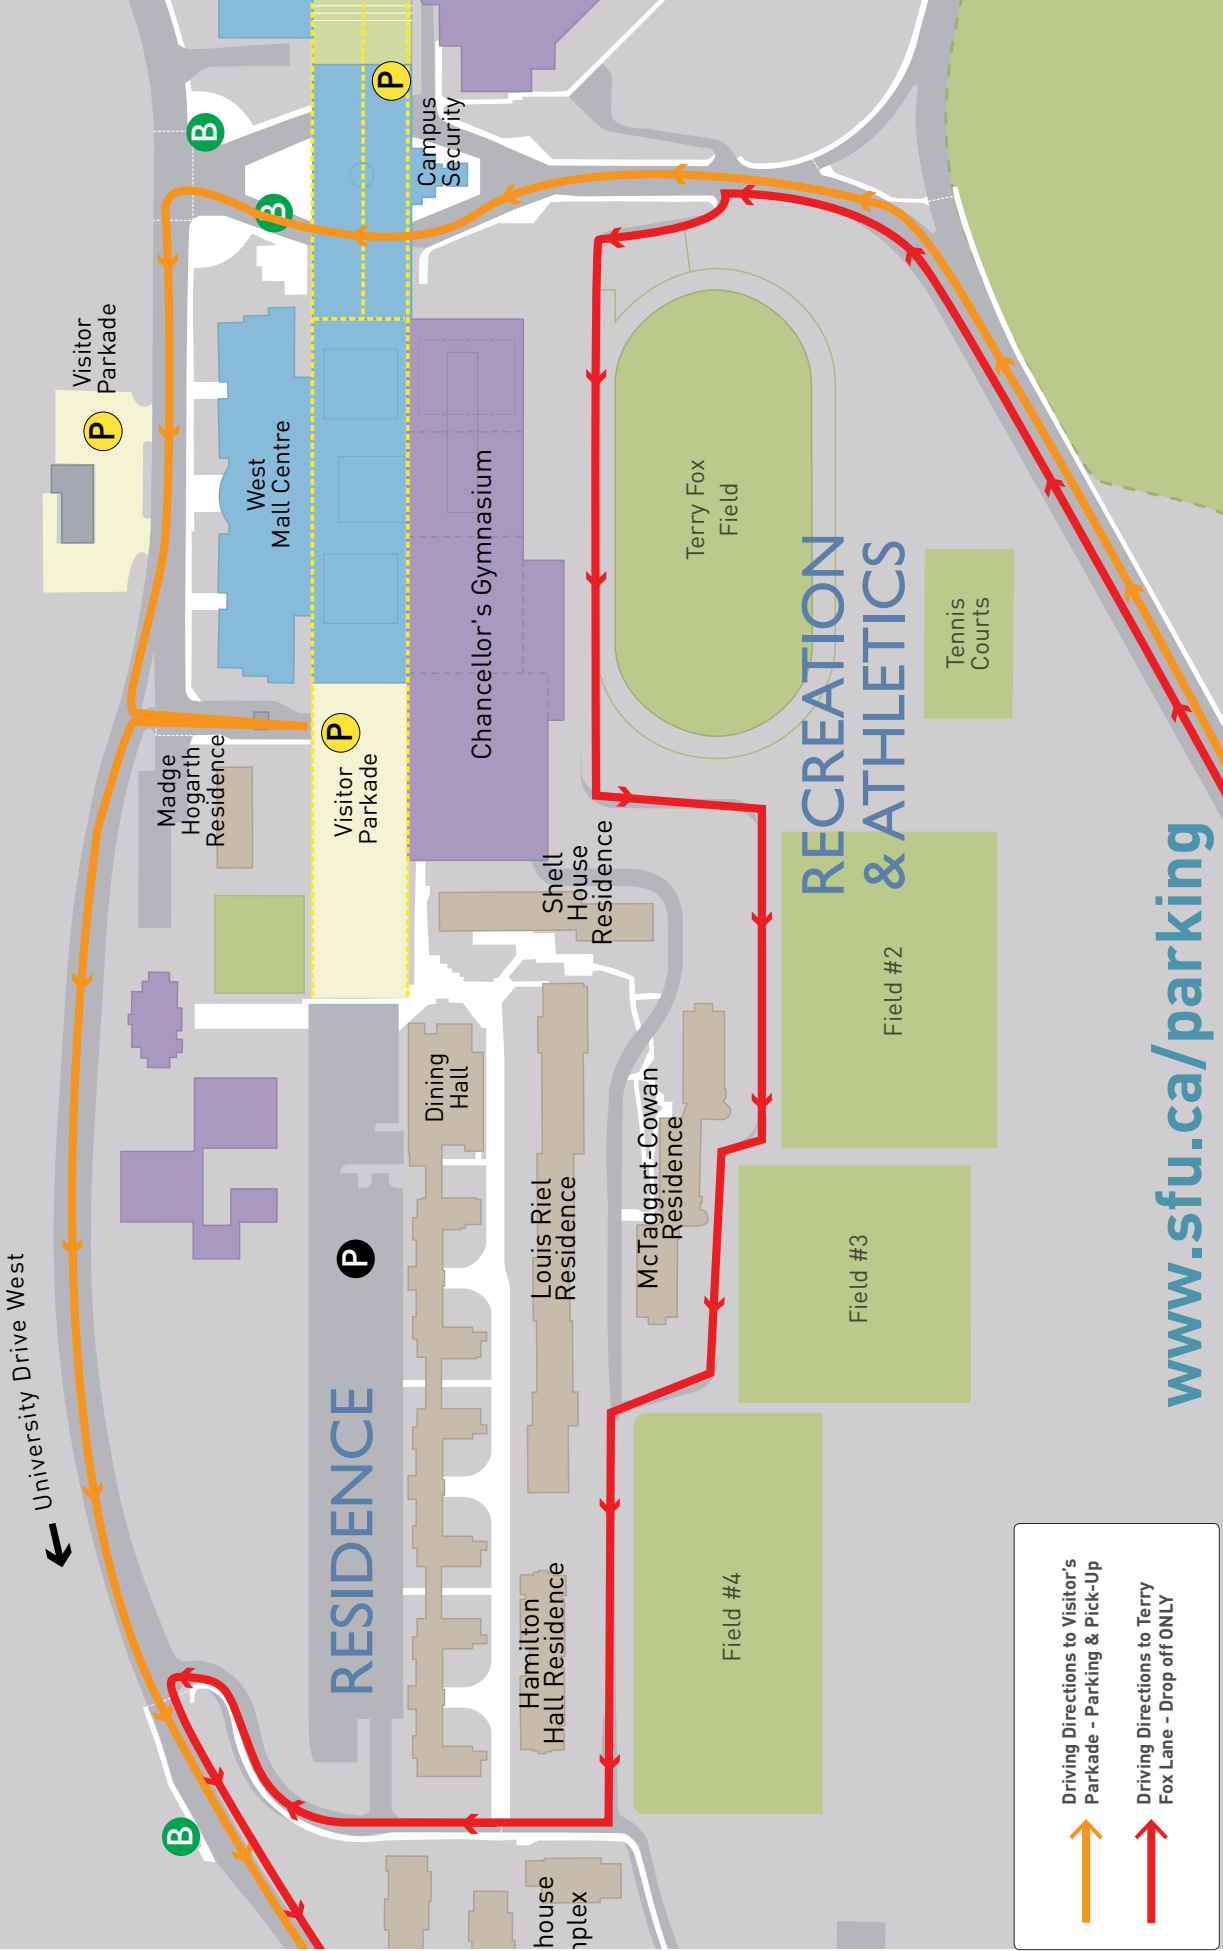 University Drive West
Visitor
Parkade
P
B
B
P
Campus
Security
West
Mall Centre
Chancellor's Gymnasium
Terry Fox
Field
RECREATION
& ATHLETICS
Tennis
Courts
Madge
Hogarth
Residence
P
Visitor
Parkade
Shell
House
Residence
Field #2
Dining
Hall
Louis Riel
Residence
McTaggart-Cowan
Residence
Field #3
P
RESIDENCE
Hamilton
Hall Residence
Field #4
B
house
nplex
www.sfu.ca/parking
Driving Directions to Visitor's
Parkade - Parking & Pick-Up
Driving Directions to Terry
Fox Lane - Drop off ONLY